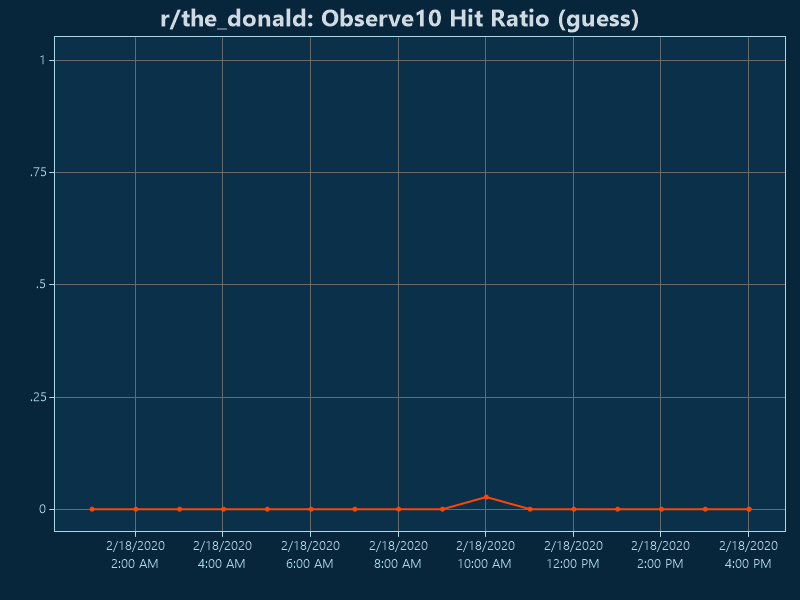 r/the_donald: Observe10 Hit Ratio (guess)
1
.75
.5
.25
0
2/18/2020 2/18/2020 2/18/2020 2/18/2020 2/18/2020 2/18/2020 2/18/2020 2/18/2020
2:00 AM 4:00 AM 6:00 AM 8:00 AM 10:00 AM 12:00 PM 2:00 PM 4:00 PM